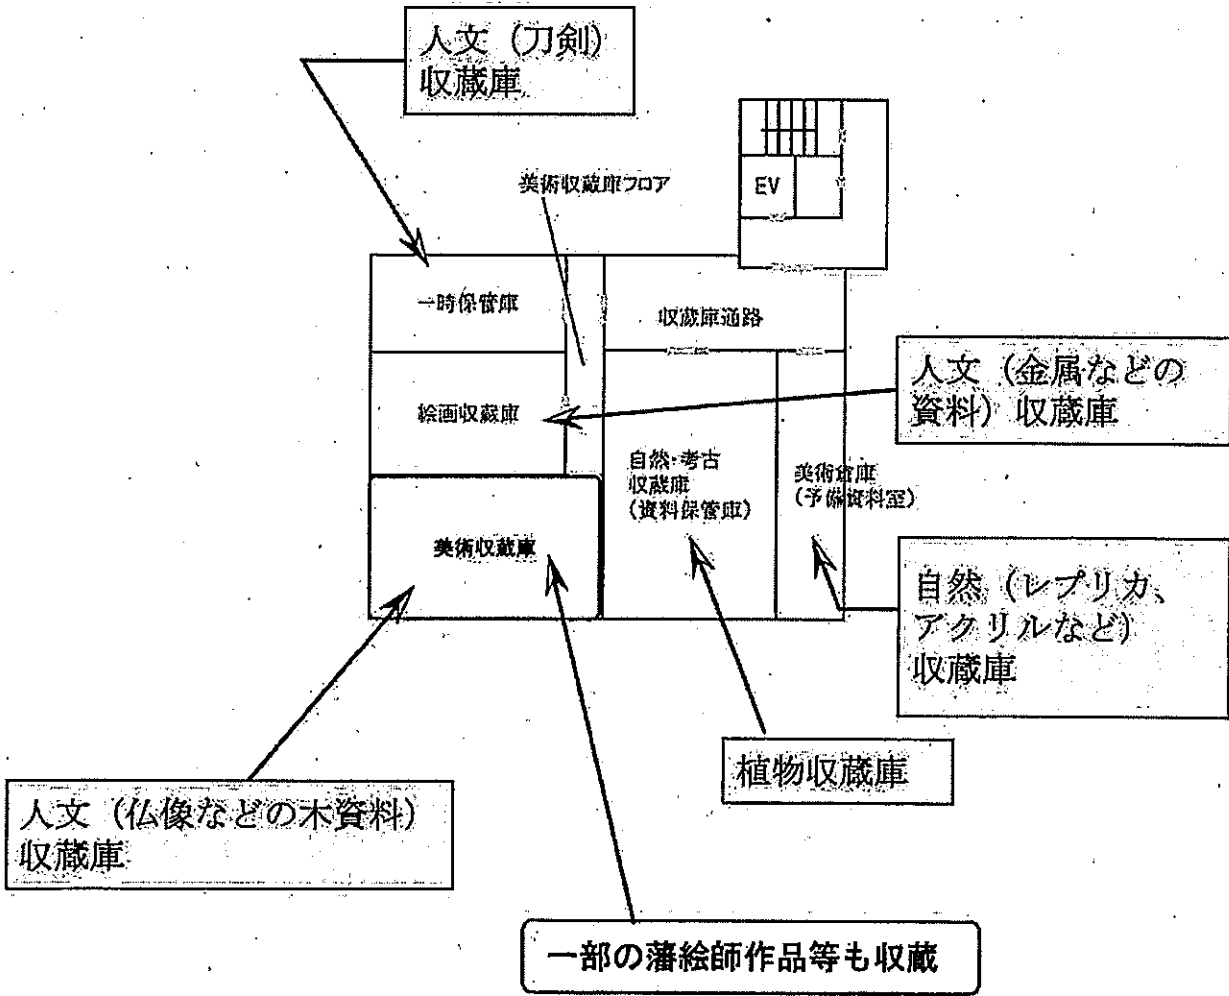 人文（刀剣）
収蔵庫
美術収蔵庫フロア
EV
一時保管庫
収蔵庫通路
人文（金属などの
資料）収蔵庫
絵画収蔵庫
自然・考古
収蔵庫
（資料保管庫）
美術倉庫
（予備資料室）
美術収蔵庫
自然（レプリカ、
アクリルなど）
収蔵庫
植物収蔵庫
人文（仏像などの木資料）
収蔵庫
一部の藩絵師作品等も収蔵